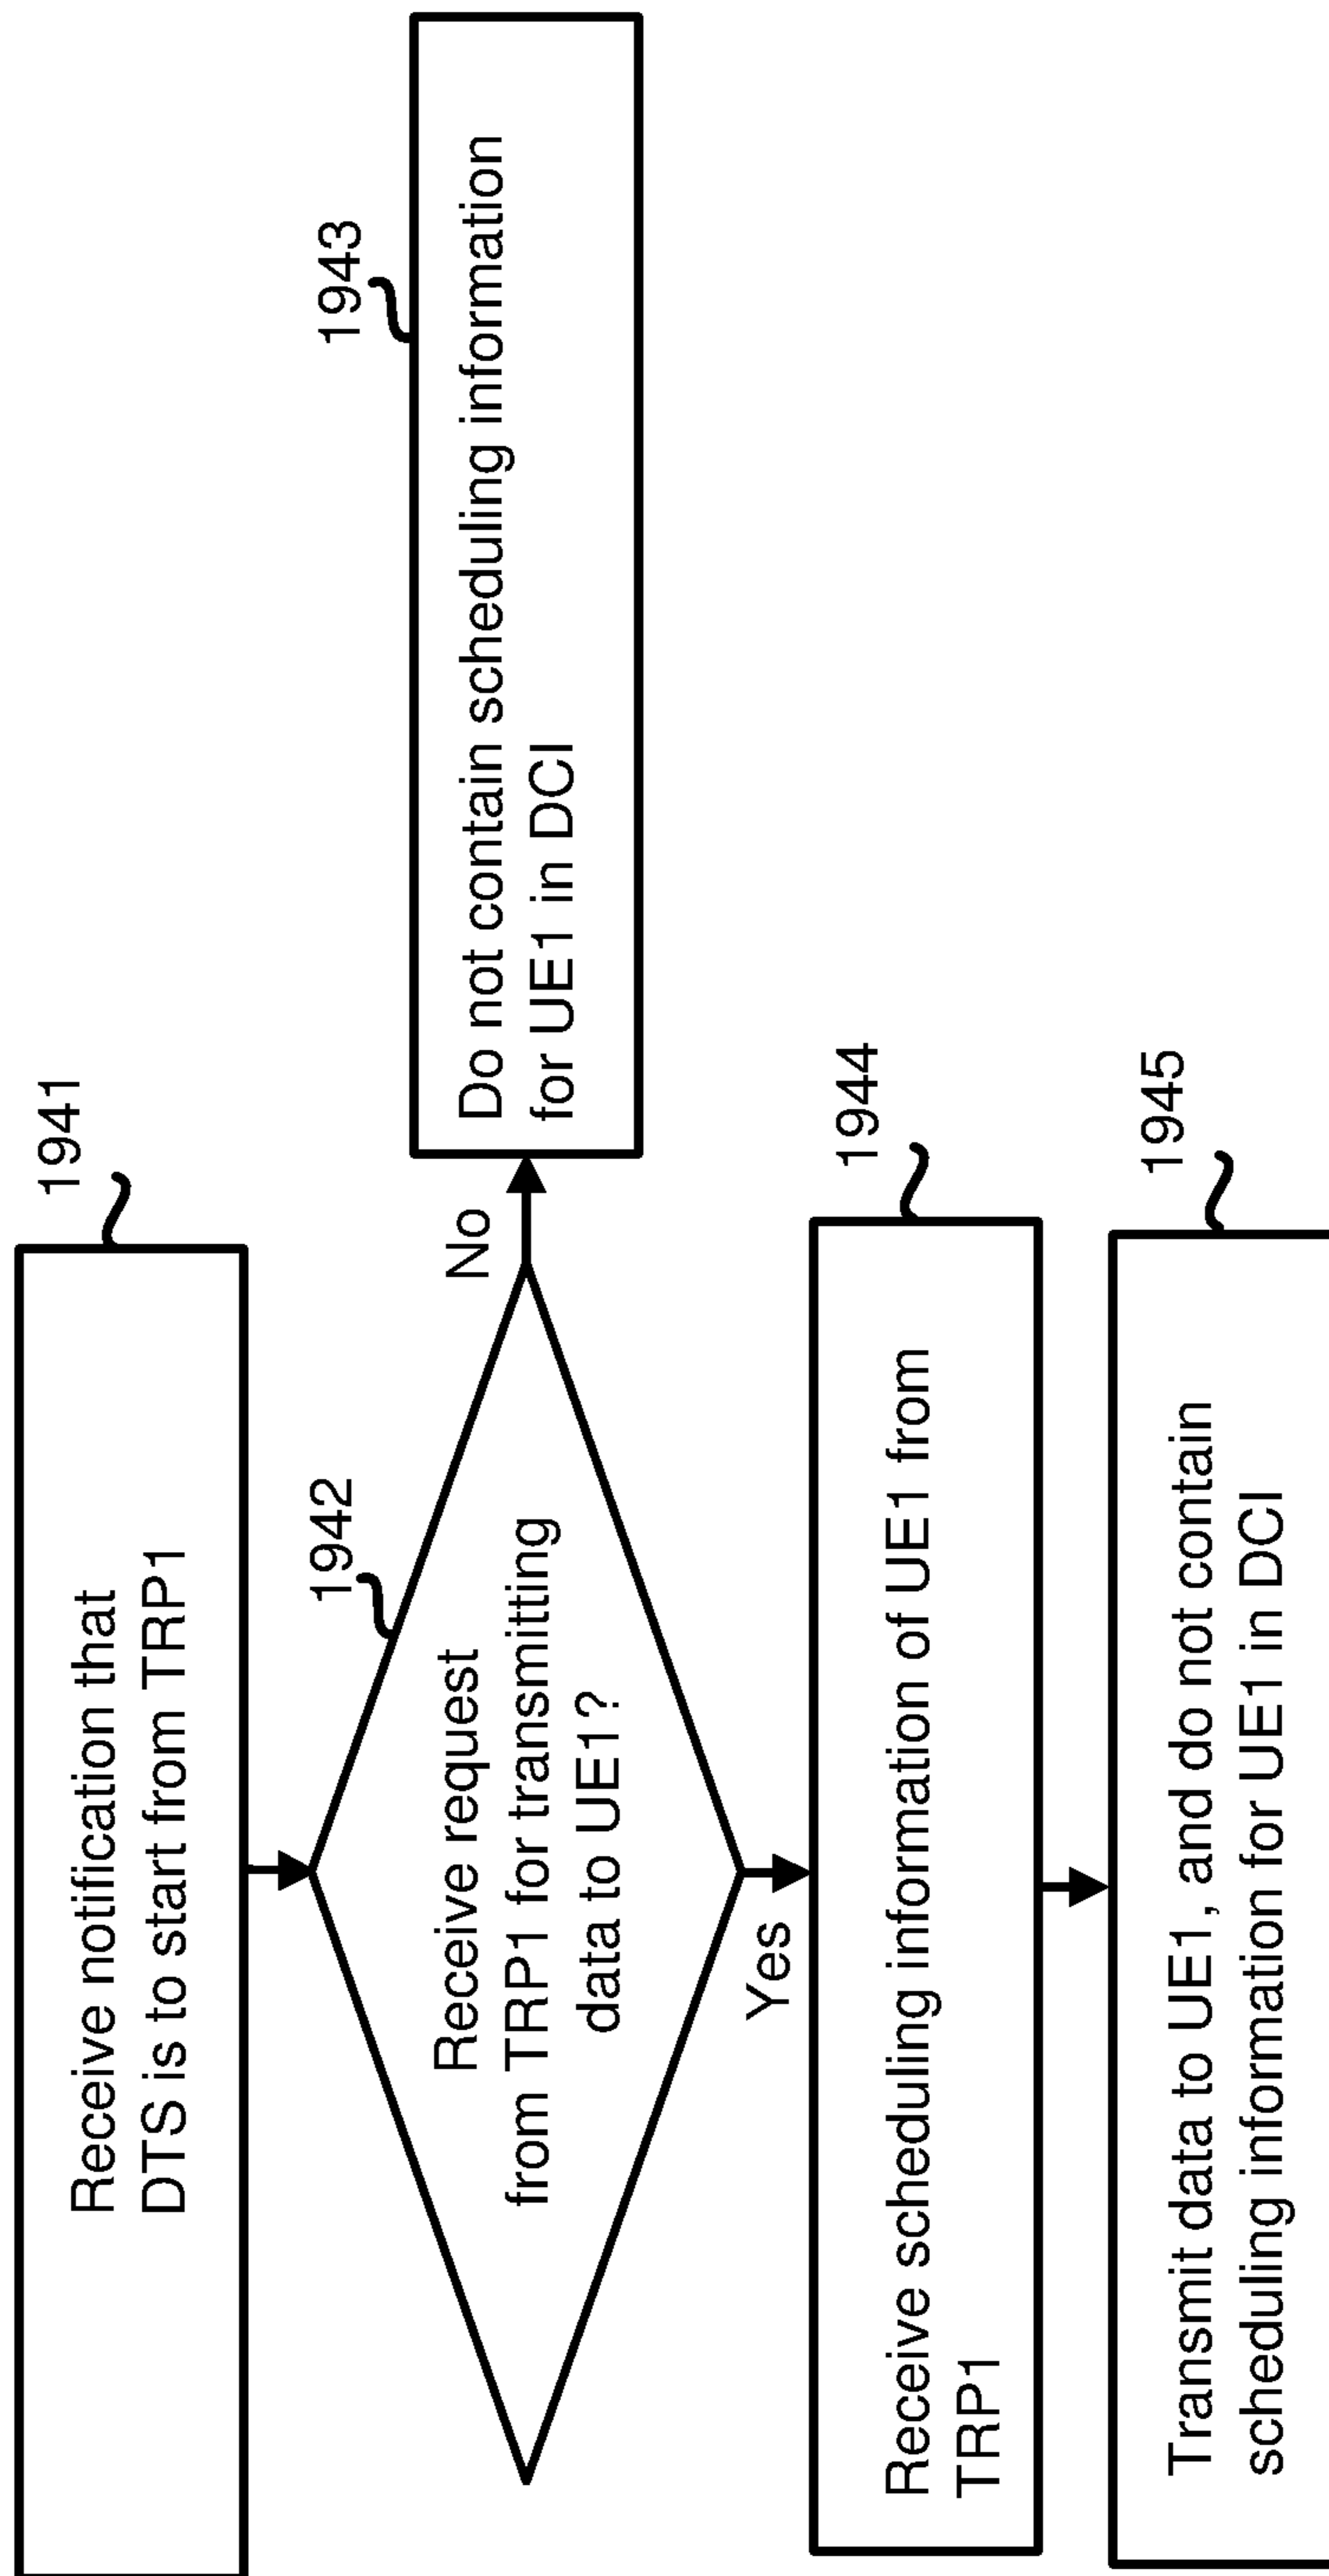 1941
Receive notification that
DTS is to start from TRP1
1942
Receive request
from TRP1 for transmitting
data to UE1?
No
1943
Do not contain scheduling information
for UE1 in DCI
Yes
1944
Receive scheduling information of UE1 from
TRP1
1945
Transmit data to UE1, and do not contain
scheduling information for UE1 in DCI